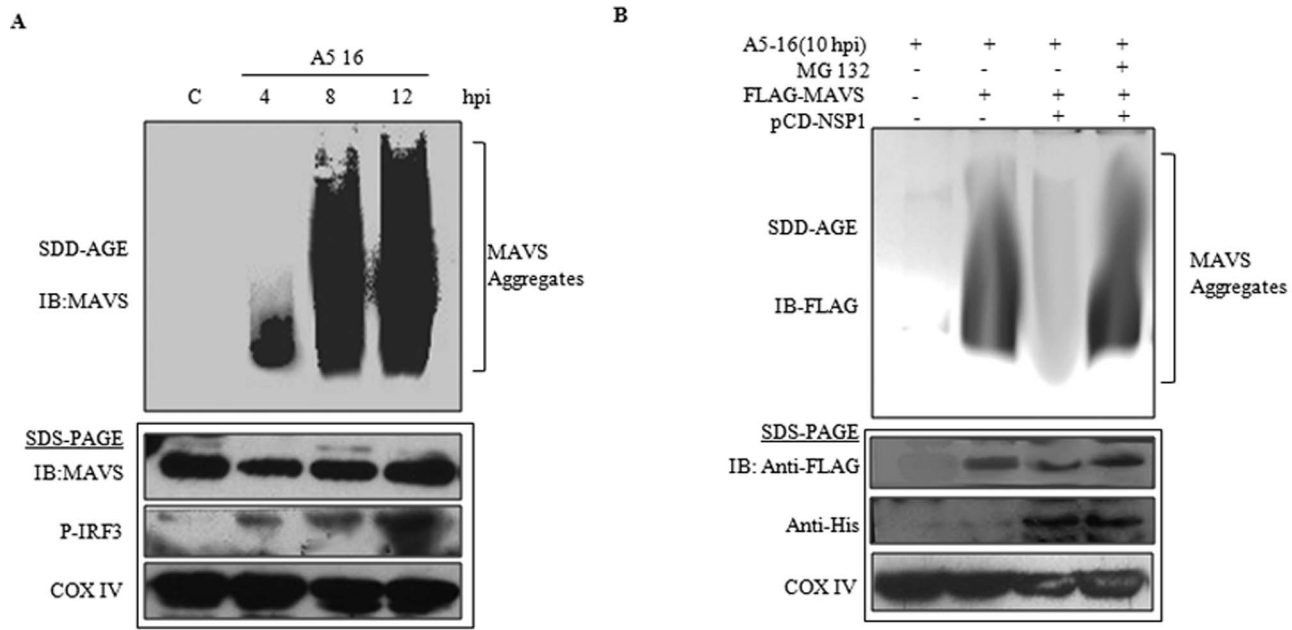 A
A5 16
C 4 8 12 hpi
SDD-AGE
IB:MAVS
MAVS
Aggregates
SDS-PAGE
IB:MAVS
P-IRF3
COX IV
B
A5-16(10 hpi) + + + +
MG 132 - - - +
FLAG-MAVS - + + +
pCD-NSP1 - - + +
SDD-AGE
IB-FLAG
MAVS
Aggregates
SDS-PAGE
IB: Anti-FLAG
Anti-His
COX IV